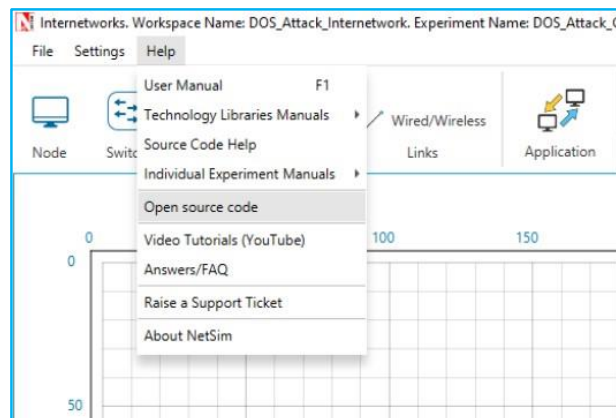 Internetworks. Workspace Name: DOS_Attack_Internetwork. Experiment Name: DOS_Attack_
File Settings Help
User Manual F1
Technology Libraries Manuals
Source Code Help
Individual Experiment Manuals
Open source code
Video Tutorials (YouTube)
Answers/FAQ
Raise a Support Ticket
About NetSim
Node
Swit
Wired/Wireless
Links
Application
0 100 150
0
50